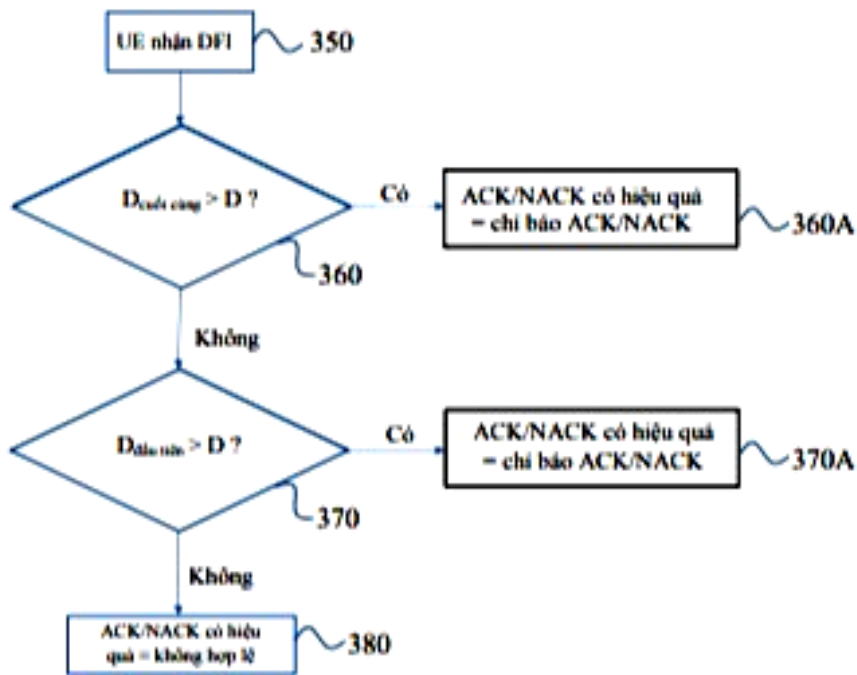 UE nhận DFI
350
D cuối cùng > D ?
Có
ACK/NACK có hiệu quả
= chỉ báo ACK/NACK
360A
360
Không
D đầu tiên > D ?
Có
ACK/NACK có hiệu quả
= chỉ báo ACK/NACK
370A
370
Không
ACK/NACK có hiệu
quả = không hợp lệ
380